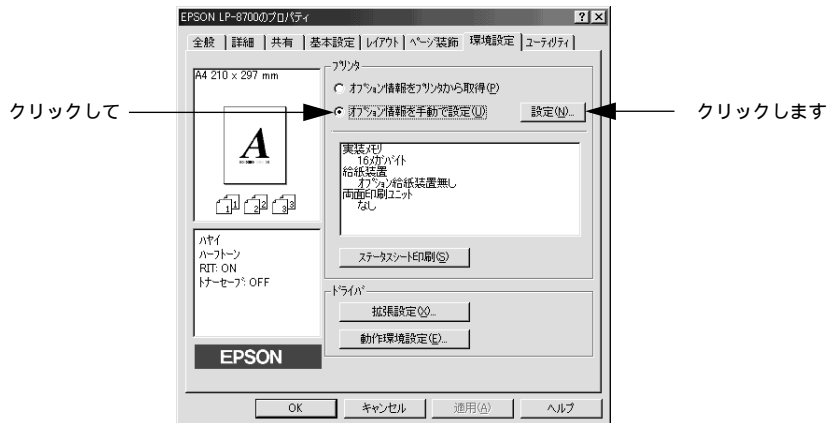 EPSON LP-8700のプロパティ
全般 詳細 共有 基本設定 レイアウト ページ装飾 環境設定 ユーティリティ
A4 210 x 297 mm
プリンタ
オプション情報をプリンタから取得(P)
クリックして
オプション情報を手動で設定(U)
設定(N)...
クリックします
A
実装メモリ
16メガバイト
給紙装置
オプション給紙装置無し
両面印刷ユニット
なし
1 1 2 2 3 3
ステータスシート印刷(S)
ハヤイ
ハーフトーン
RIT: ON
トナーセーブ: OFF
ドライバ
拡張設定(X)...
動作環境設定(E)...
EPSON
OK キャンセル 適用(A) ヘルプ